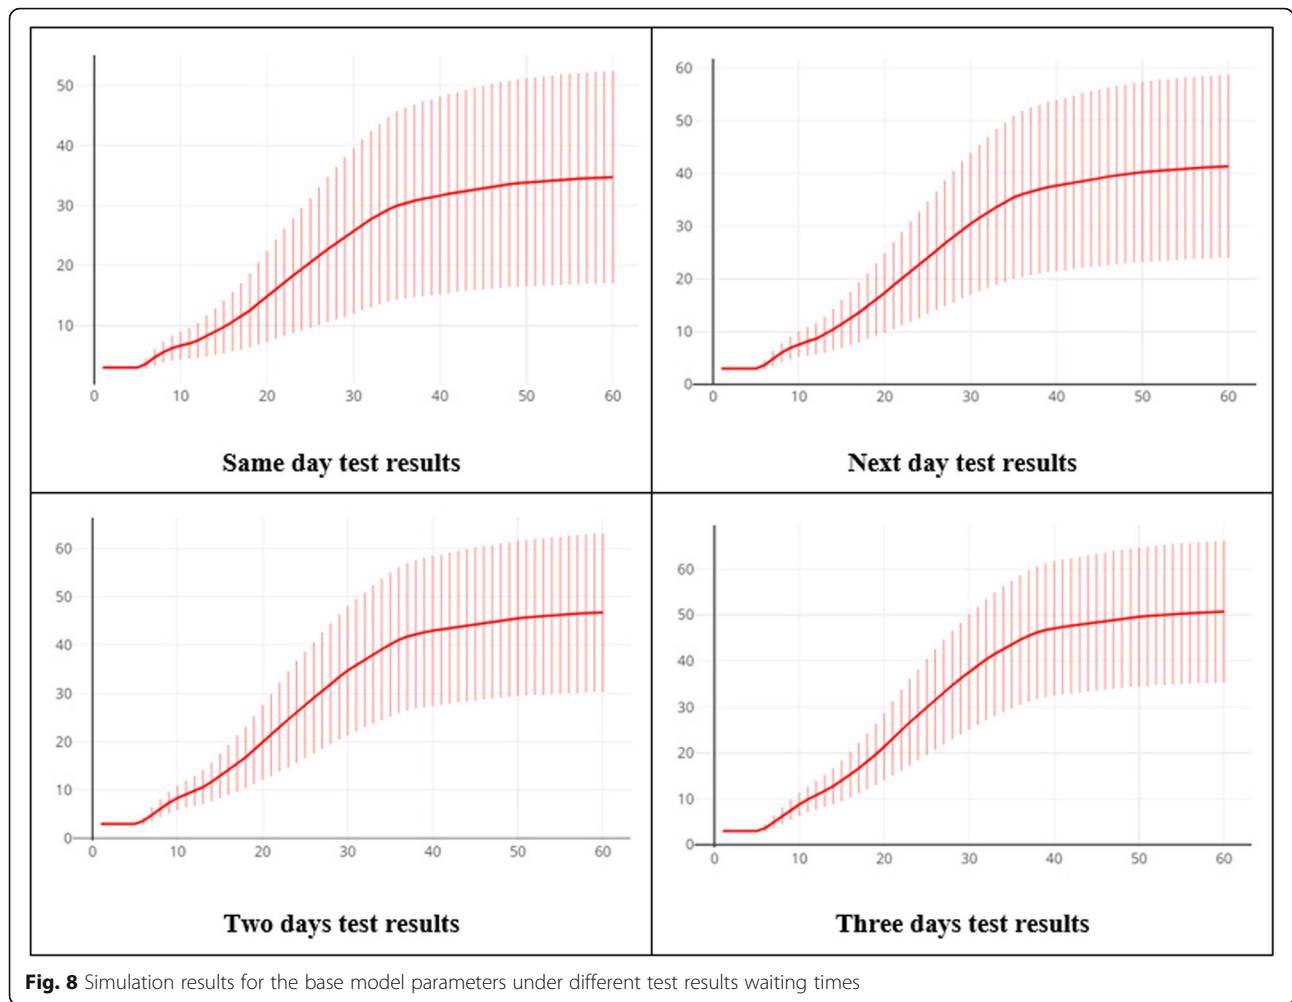 50
40
30
20
10
0 10 20 30 40 50 60
Same day test results
60
50
40
30
20
10
0
0 10 20 30 40 50 60
Next day test results
60
50
40
30
20
10
0
0 10 20 30 40 50 60
Two days test results
60
50
40
30
20
10
0
0 10 20 30 40 50 60
Three days test results
Fig. 8 Simulation results for the base model parameters under different test results waiting times